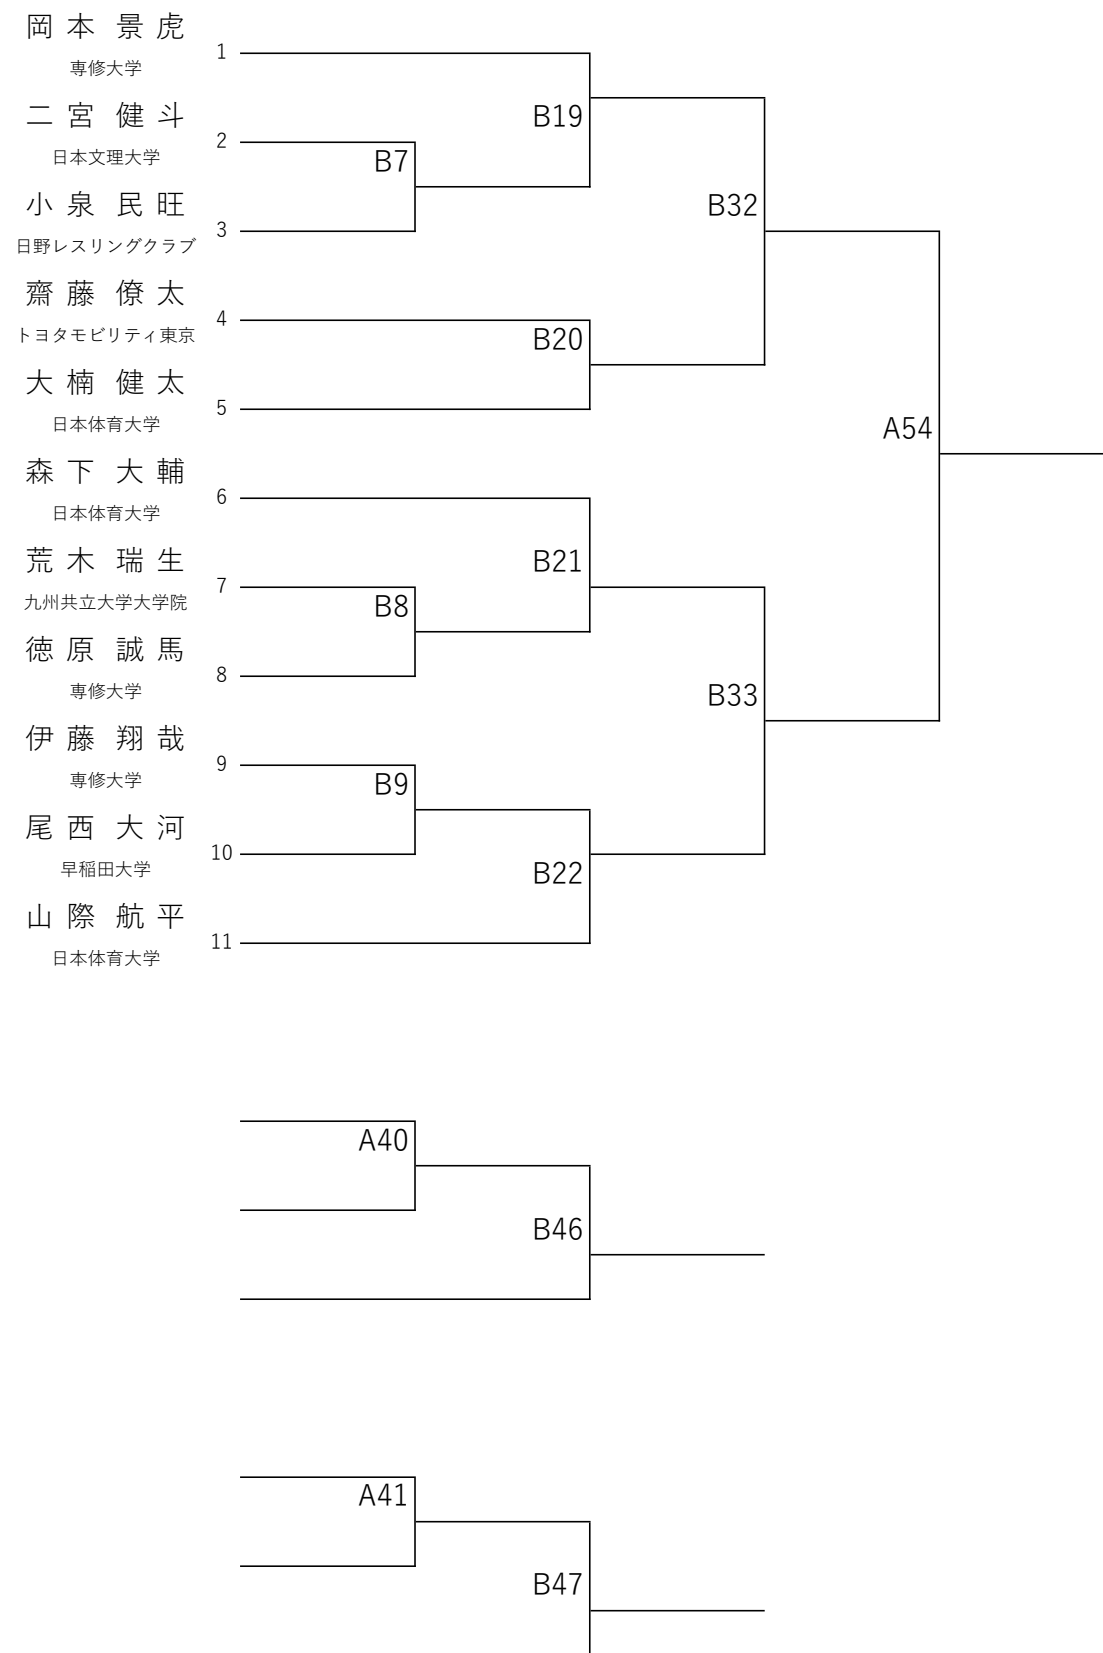 岡本 景虎
1
専修大学
二宮 健斗
2
日本文理大学
小泉 民旺
3
日野レスリングクラブ
齋藤 僚太
4
トヨタモビリティ東京
大楠 健太
5
日本体育大学
森下 大輔
6
日本体育大学
荒木 瑞生
7
九州共立大学大学院
徳原 誠馬
8
専修大学
伊藤 翔哉
9
専修大学
尾西 大河
10
早稲田大学
山際 航平
11
日本体育大学
B7
B8
B9
B19
B20
B21
B22
B32
B33
A54
A40
B46
A41
B47